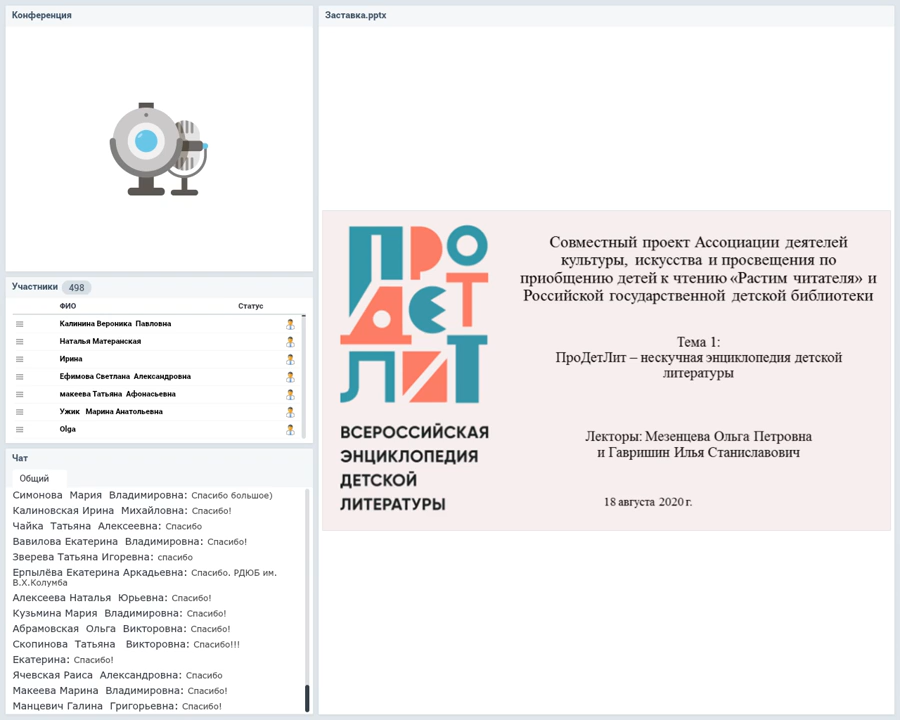 Конференция
Участники 498
ФИО Статус
Калинина Вероника Павловна
Наталья Матеранская
Ирина
Ефимова Светлана Александровна
макеева Татьяна Афонасьевна
Ужик Марина Анатольевна
Olga
Чат
Общий
Симонова Мария Владимировна: Спасибо большое)
Калиновская Ирина Михайловна: Спасибо!
Чайка Татьяна Алексеевна: Спасибо
Вавилова Екатерина Владимировна: Спасибо!
Зверева Татьяна Игоревна: спасибо
Ерпылёва Екатерина Аркадьевна: Спасибо. РДЮБ им.
В.Х.Колумба
Алексеева Наталья Юрьевна: Спасибо!
Кузьмина Мария Владимировна: Спасибо!
Абрамовская Ольга Викторовна: Спасибо!
Скопинова Татьяна Викторовна: Спасибо!!!
Екатерина: Спасибо!
Ячевская Раиса Александровна: Спасибо
Макеева Марина Владимировна: Спасибо!
Манцевич Галина Григорьевна: Спасибо!
Заставка.pptx
ПРО
ДЕТ
ЛИТ
ВСЕРОССИЙСКАЯ
ЭНЦИКЛОПЕДИЯ
ДЕТСКОЙ
ЛИТЕРАТУРЫ
Совместный проект Ассоциации деятелей
культуры, искусства и просвещения по
приобщению детей к чтению «Растим читателя» и
Российской государственной детской библиотеки
Тема 1:
ПроДетЛит – нескучная энциклопедия детской
литературы
Лекторы: Мезенцева Ольга Петровна
и Гавришин Илья Станиславович
18 августа 2020 г.